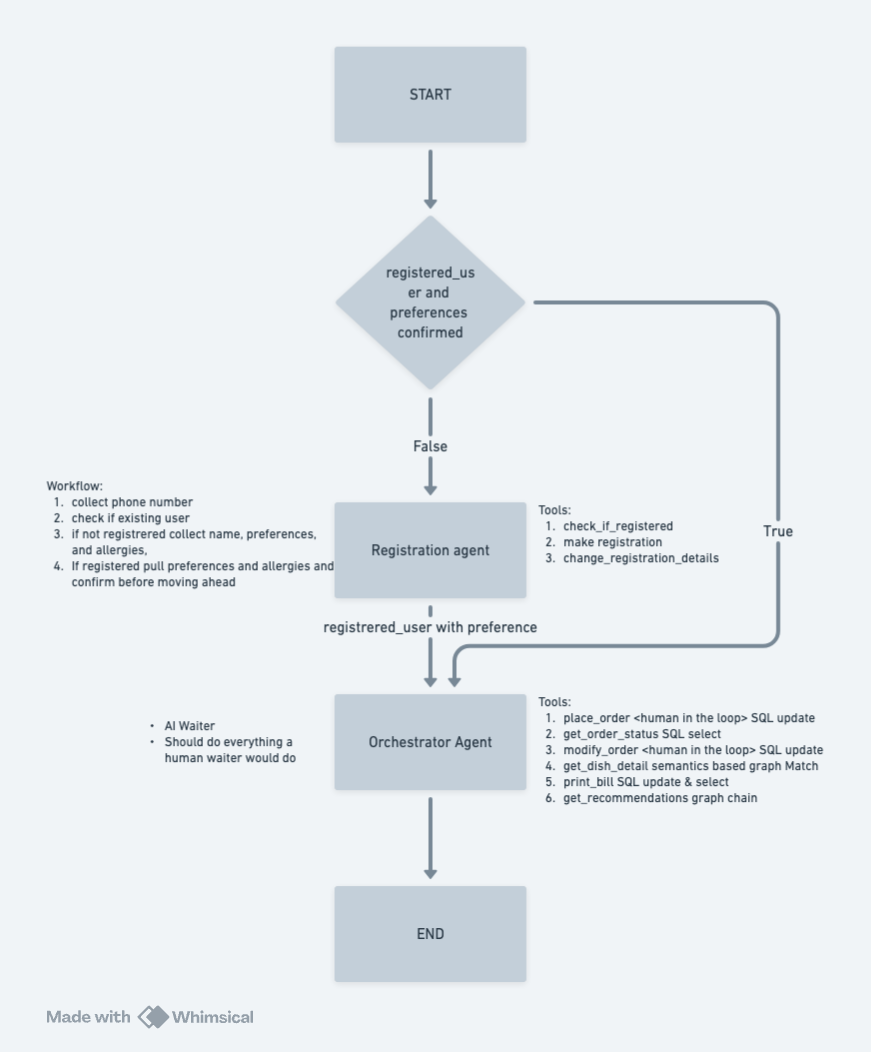 START
registered_us
er and
preferences
confirmed
False
True
Workflow:
1. collect phone number
2. check if existing user
3. if not registrered collect name, preferences,
and allergies,
4. If registered pull preferences and allergies and
confirm before moving ahead
Registration agent
Tools:
1. check_if_registered
2. make registration
3. change_registration_details
registrered_user with preference
• AI Waiter
• Should do everything a
human waiter would do
Orchestrator Agent
Tools:
1. place_order <human in the loop> SQL update
2. get_order_status SQL select
3. modify_order <human in the loop> SQL update
4. get_dish_detail semantics based graph Match
5. print_bill SQL update & select
6. get_recommendations graph chain
END
Made with Whimsical